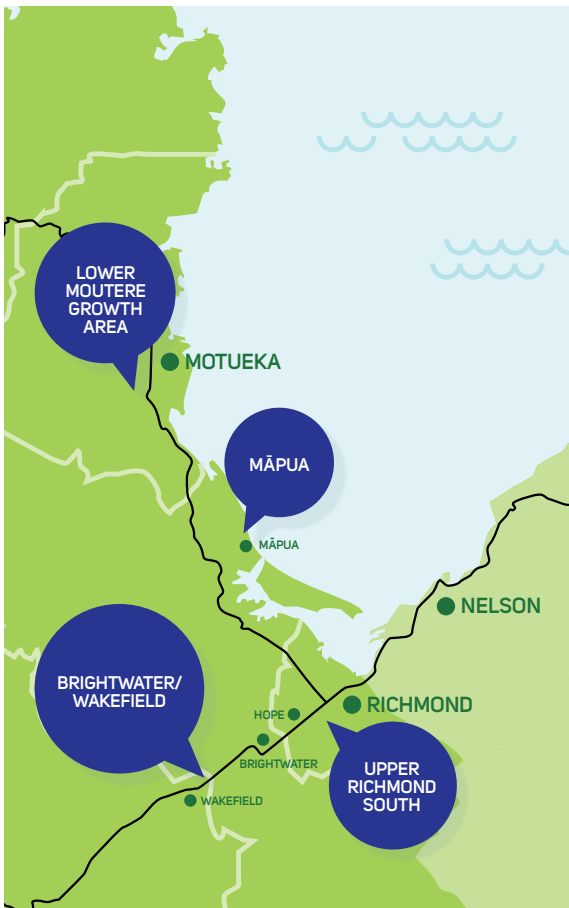 LOWER
MOUTERE
GROWTH
AREA
MOTUEKA
MĀPUA
MĀPUA
NELSON
BRIGHTWATER/
WAKEFIELD
RICHMOND
HOPE
BRIGHTWATER
UPPER
RICHMOND
SOUTH
WAKEFIELD